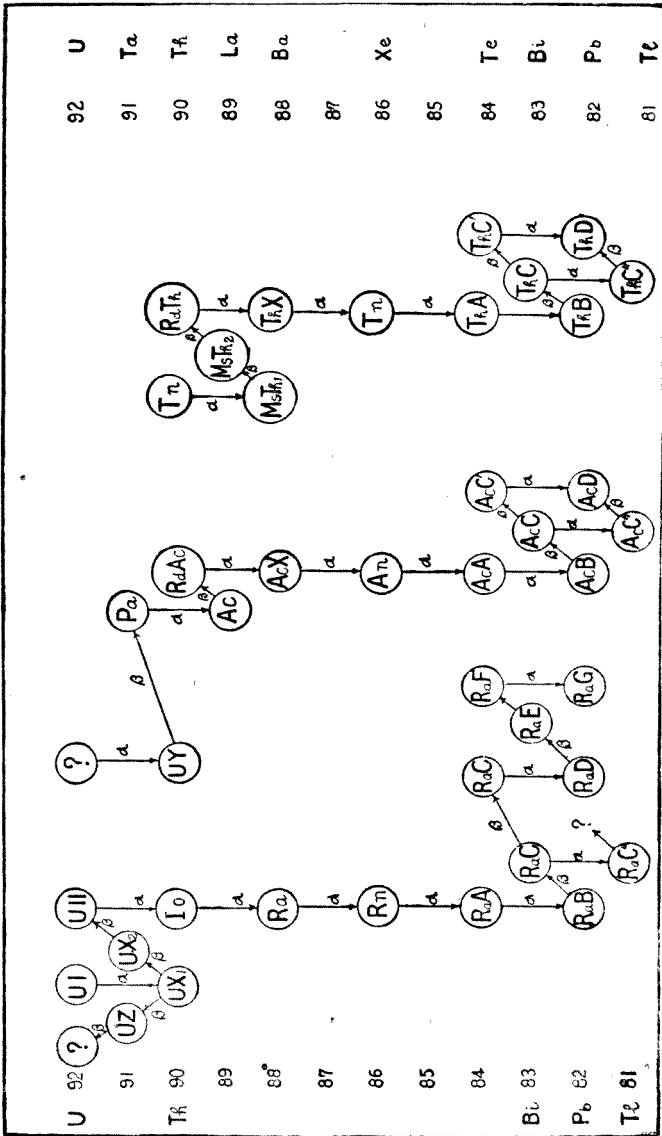 U 92 ? UI UII ? 92 U
β β α
91 UZ α UX₂ β Pa 91 Ta
β β α
Th 90 UX₁ Io UY RdAc Tn RdTh 90 Th
α β α β
89 Ac α MsTh₂ α 89 La
β
88 Ra AcX MsTh₁ ThX 88 Ba
87 α α α 87
86 Rn An Tn 86 Xe
85 α α α 85
84 RaA RaC RaF AcA AcC' ThA ThC' 84 Te
β β β
Bi 83 α RaC α RaE α α AcC α ThC α 83 Bi
β β β β
Pb 82 RaB α ? RaD RaG AcB α AcD ThB α ThD 82 Pb
β β
Tl 81 RaC" AcC" ThC" 81 Tl